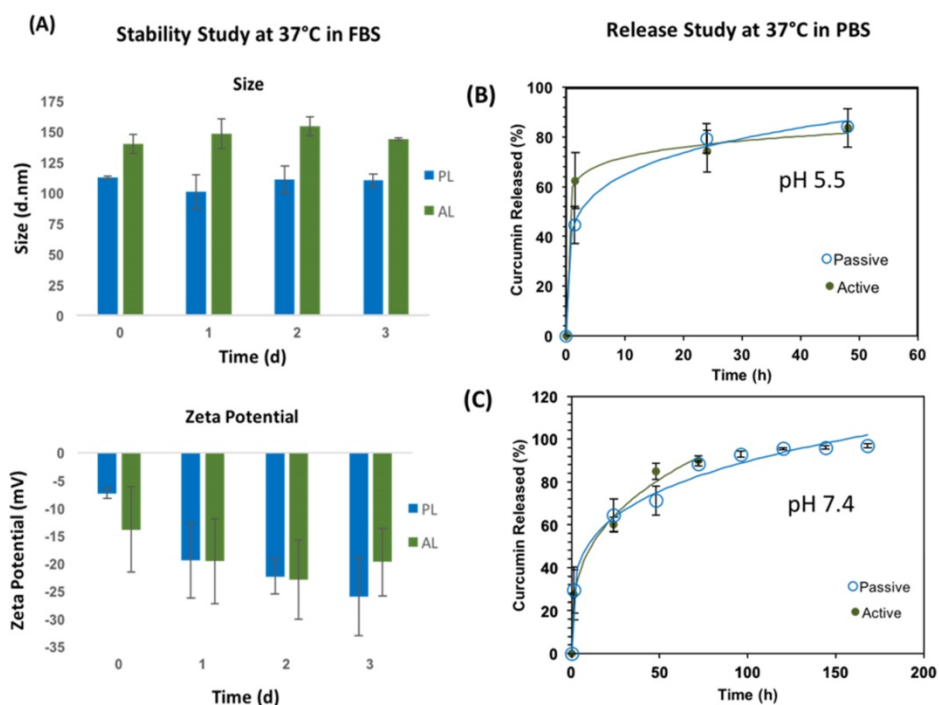 (A)
Stability Study at 37°C in FBS
Size
Size (d.nm)
175
150
125
100
75
50
25
0
0 1 2 3
Time (d)
PL
AL
Zeta Potential
Zeta Potential (mV)
0
-5
-10
-15
-20
-25
-30
-35
0 1 2 3
Time (d)
PL
AL
Release Study at 37°C in PBS
(B)
Curcumin Released (%)
100
80
60
40
20
0
0 10 20 30 40 50 60
Time (h)
pH 5.5
Passive
Active
(C)
Curcumin Released (%)
120
100
80
60
40
20
0
0 50 100 150 200
Time (h)
pH 7.4
Passive
Active